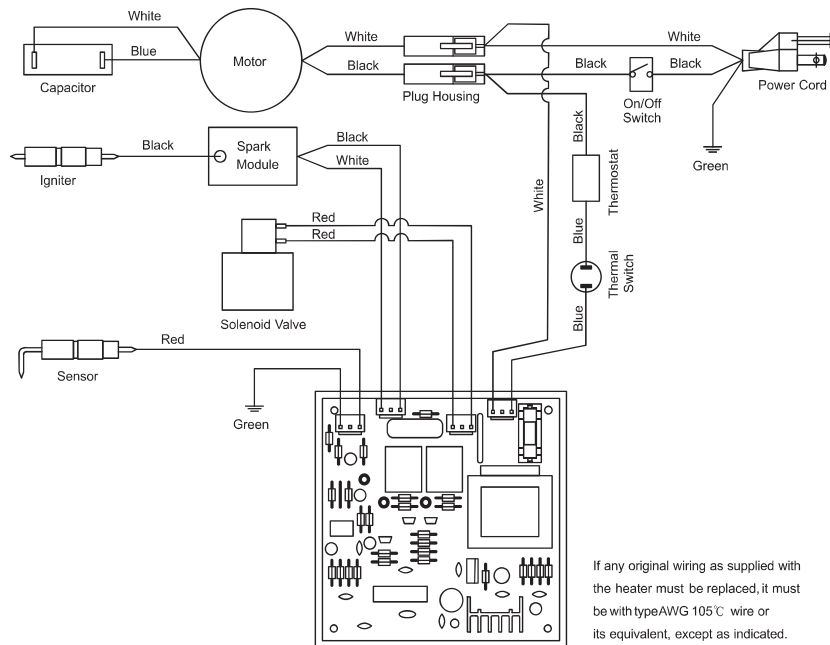 White
Blue
Capacitor
Motor
White
Black
Plug Housing
Black
On/Off
Switch
White
Black
Power Cord
Green
Black
Igniter
Spark
Module
Black
White
Black
Thermostat
White
Blue
Thermal
Switch
Blue
Red
Red
Solenoid Valve
Red
Sensor
Green
If any original wiring as supplied with
the heater must be replaced, it must
be with type AWG 105℃ wire or
its equivalent, except as indicated.